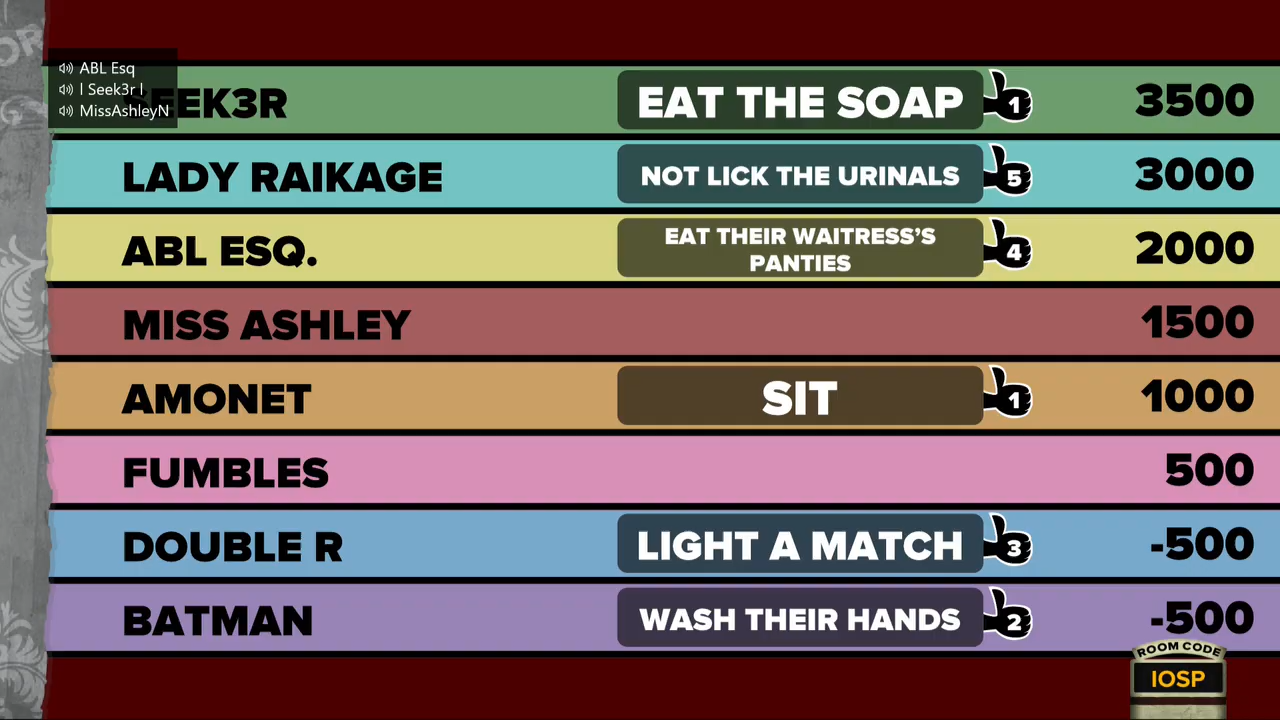 ABL Esq
l Seek3r l
MissAshleyN
SEEK3R EAT THE SOAP 1 3500
LADY RAIKAGE NOT LICK THE URINALS 5 3000
ABL ESQ. EAT THEIR WAITRESS’S PANTIES 4 2000
MISS ASHLEY 1500
AMONET SIT 1 1000
FUMBLES 500
DOUBLE R LIGHT A MATCH 3 -500
BATMAN WASH THEIR HANDS 2 -500
ROOM CODE
IOSP